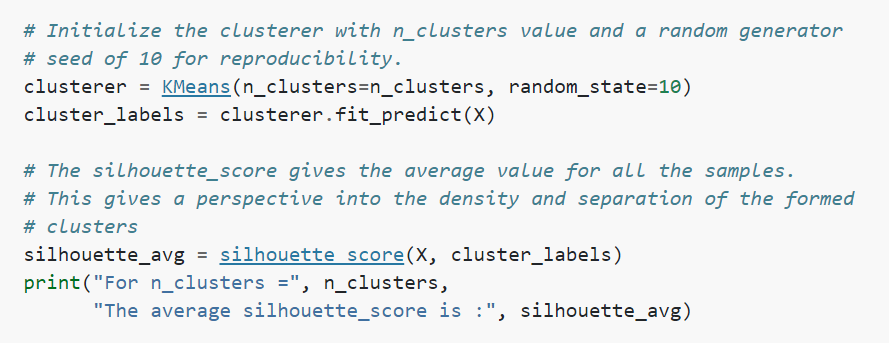 # Initialize the clusterer with n_clusters value and a random generator
# seed of 10 for reproducibility.
clusterer = KMeans(n_clusters=n_clusters, random_state=10)
cluster_labels = clusterer.fit_predict(X)
# The silhouette_score gives the average value for all the samples.
# This gives a perspective into the density and separation of the formed
# clusters
silhouette_avg = silhouette_score(X, cluster_labels)
print("For n_clusters =", n_clusters,
"The average silhouette_score is :", silhouette_avg)